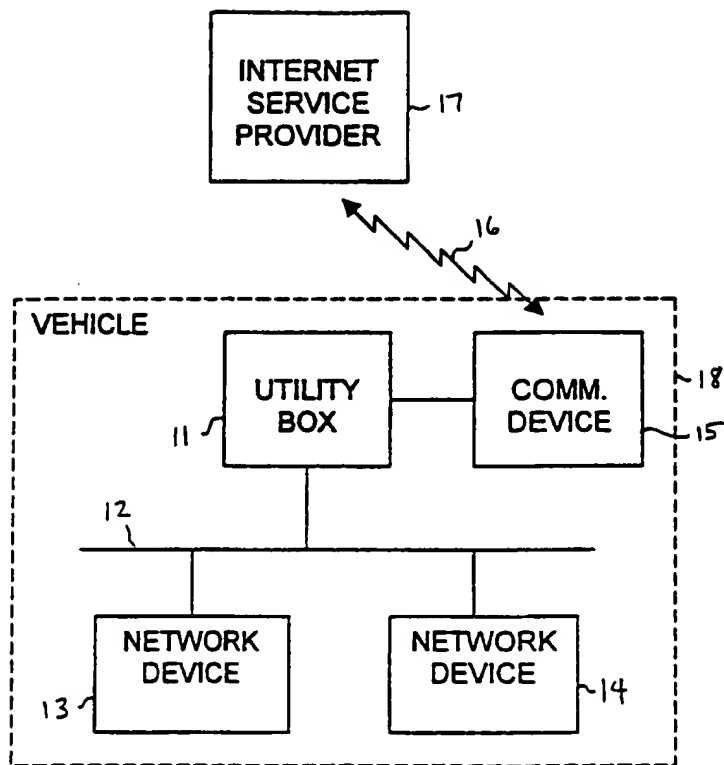 INTERNET
SERVICE
PROVIDER
17
16
VEHICLE
18
UTILITY
BOX
11
COMM.
DEVICE
15
12
NETWORK
DEVICE
13
NETWORK
DEVICE
14